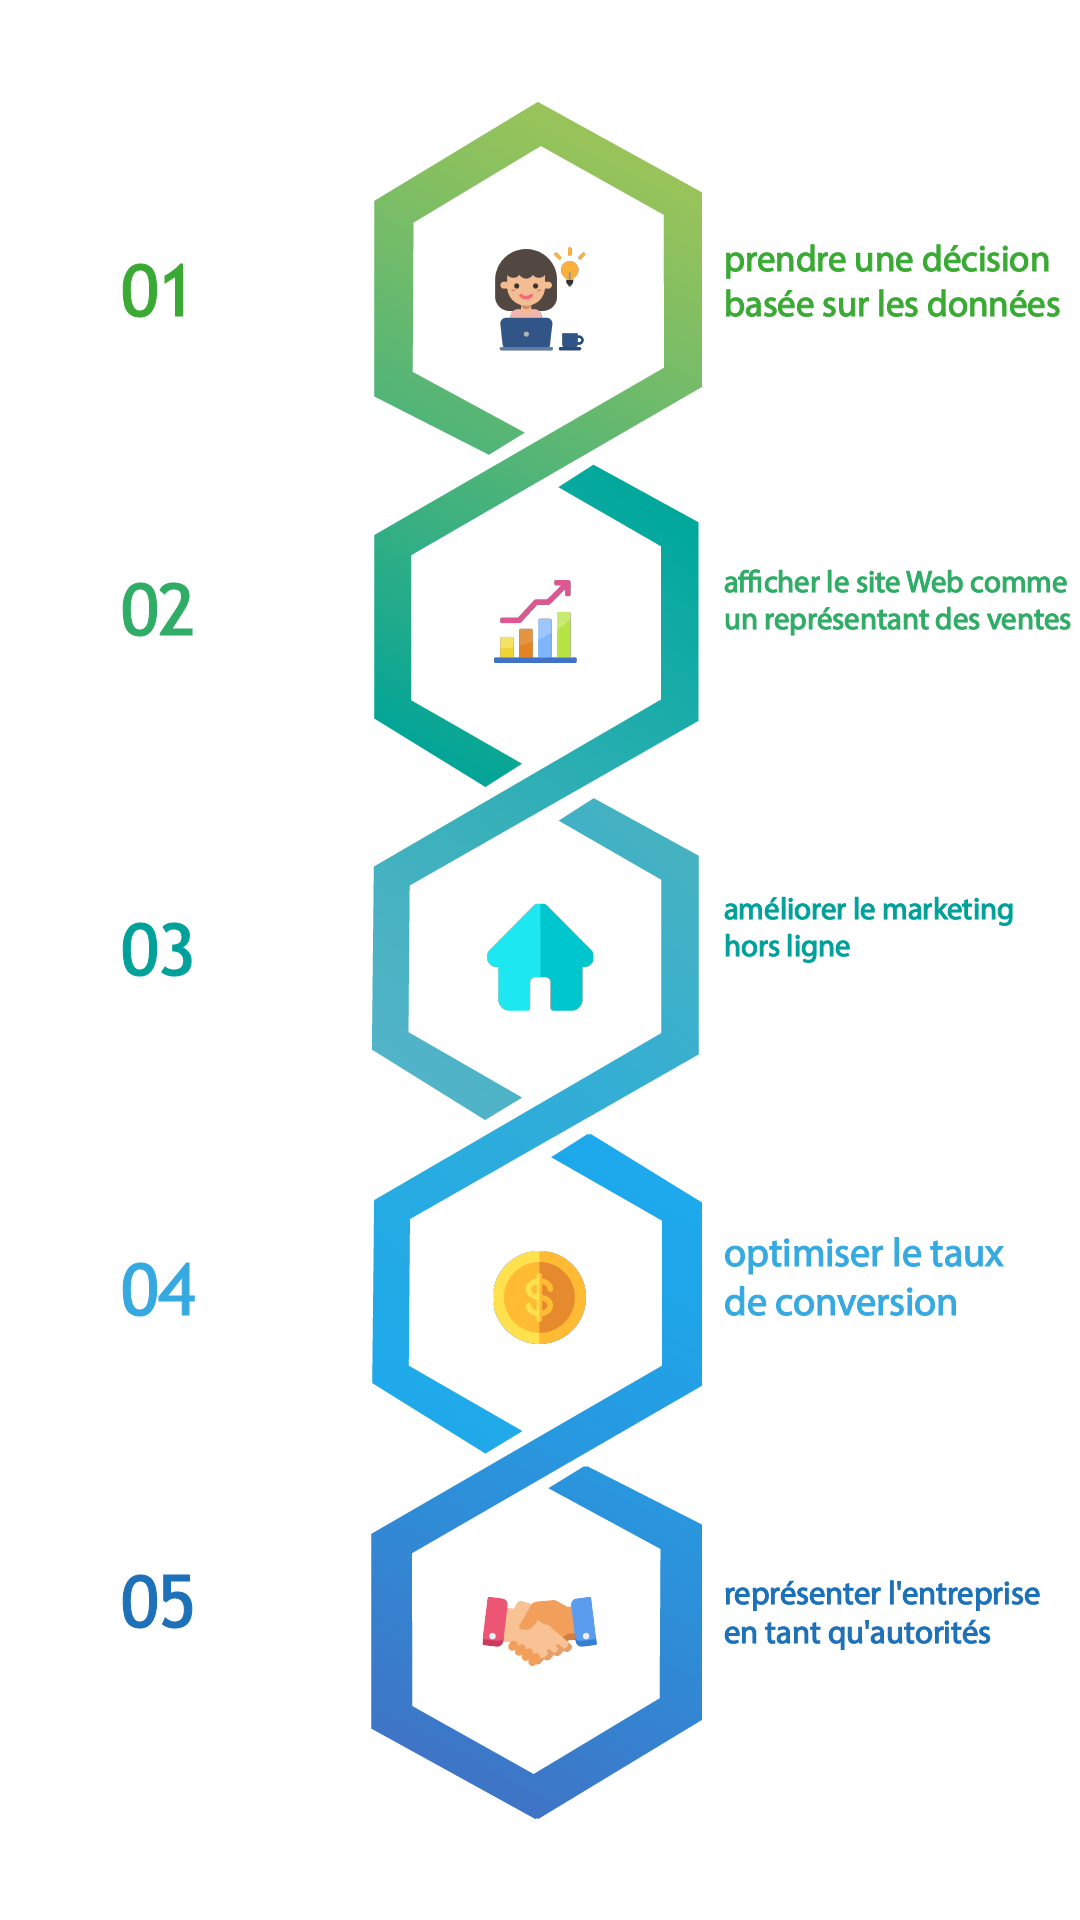 01
prendre une décision
basée sur les données
02
afficher le site Web comme
un représentant des ventes
03
améliorer le marketing
hors ligne
04
optimiser le taux
de conversion
05
représenter l'entreprise
en tant qu'autorités
$